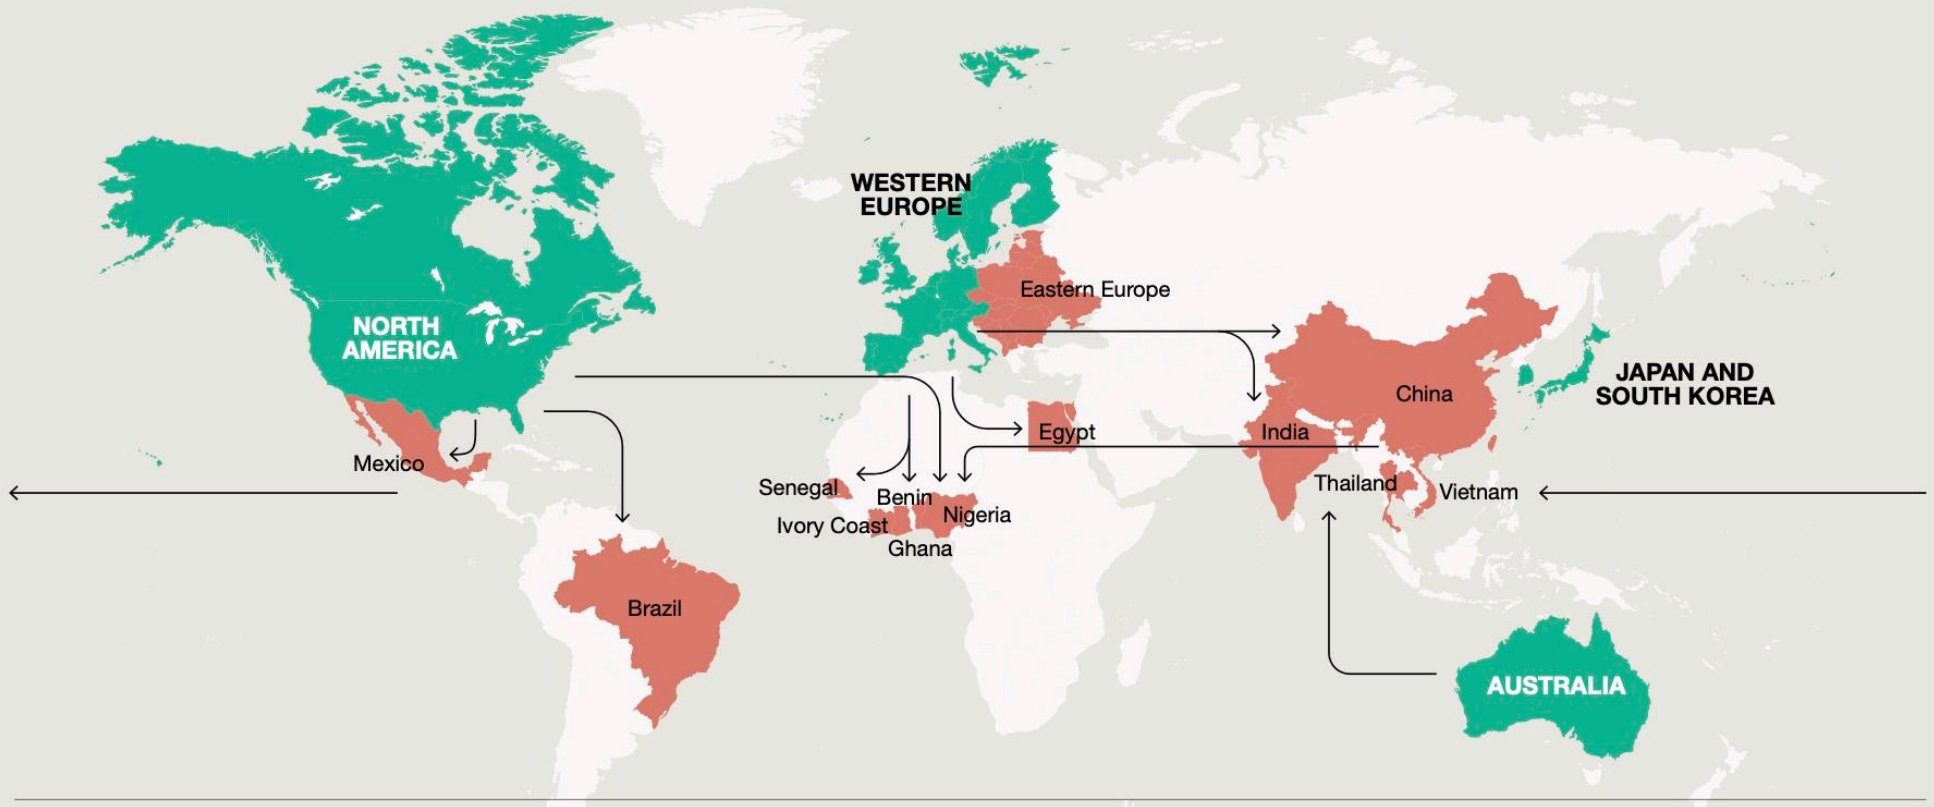 WESTERN
EUROPE
Eastern Europe
NORTH
AMERICA
JAPAN AND
SOUTH KOREA
China
Egypt
India
Mexico
Senegal
Benin
Thailand
Vietnam
Nigeria
Ivory Coast
Ghana
Brazil
AUSTRALIA